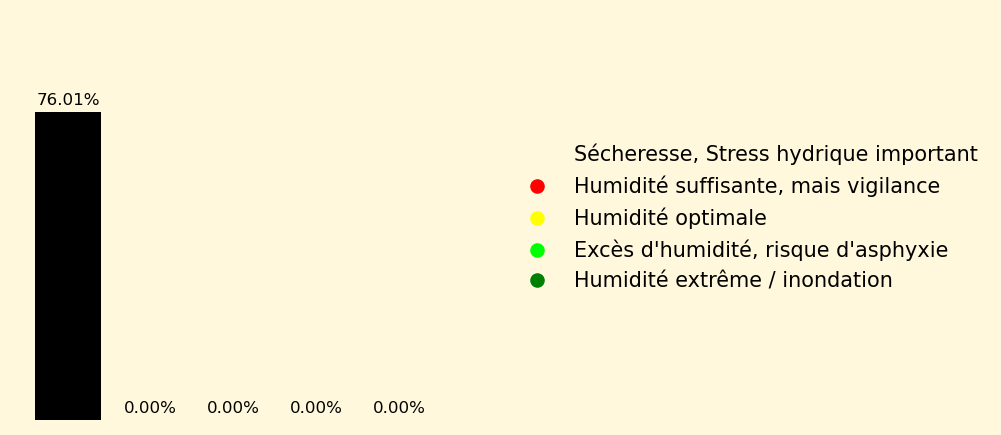 76.01%
0.00% 0.00% 0.00% 0.00%
Sécheresse, Stress hydrique important
Humidité suffisante, mais vigilance
Humidité optimale
Excès d'humidité, risque d'asphyxie
Humidité extrême / inondation